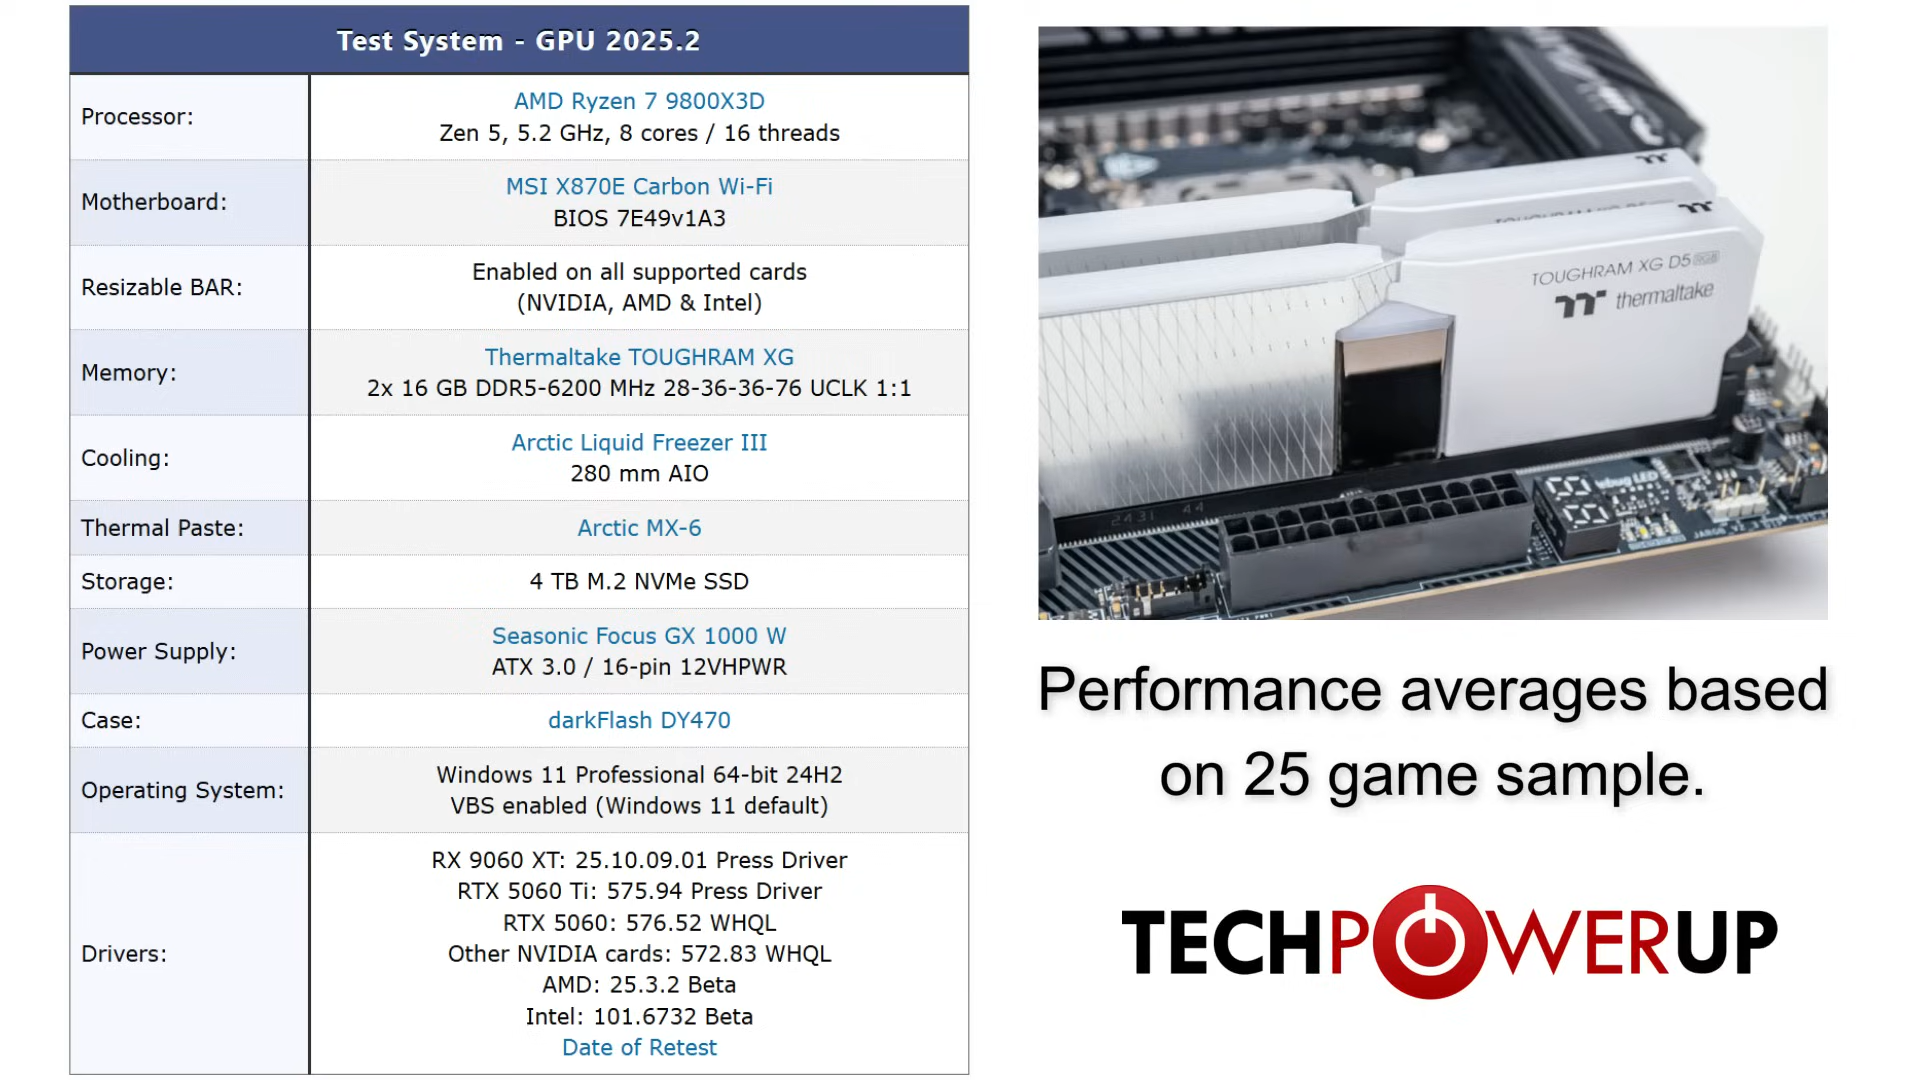 Test System - GPU 2025.2
Processor:
AMD Ryzen 7 9800X3D
Zen 5, 5.2 GHz, 8 cores / 16 threads
Motherboard:
MSI X870E Carbon Wi-Fi
BIOS 7E49v1A3
Resizable BAR:
Enabled on all supported cards
(NVIDIA, AMD & Intel)
Memory:
Thermaltake TOUGHRAM XG
2x 16 GB DDR5-6200 MHz 28-36-36-76 UCLK 1:1
Cooling:
Arctic Liquid Freezer III
280 mm AIO
Thermal Paste:
Arctic MX-6
Storage:
4 TB M.2 NVMe SSD
Power Supply:
Seasonic Focus GX 1000 W
ATX 3.0 / 16-pin 12VHPWR
Case:
darkFlash DY470
Operating System:
Windows 11 Professional 64-bit 24H2
VBS enabled (Windows 11 default)
Drivers:
RX 9060 XT: 25.10.09.01 Press Driver
RTX 5060 Ti: 575.94 Press Driver
RTX 5060: 576.52 WHQL
Other NVIDIA cards: 572.83 WHQL
AMD: 25.3.2 Beta
Intel: 101.6732 Beta
Date of Retest
TOUGHRAM XG D5 RGB
thermaltake
2431 44
Performance averages based
on 25 game sample.
TECHPOWERUP